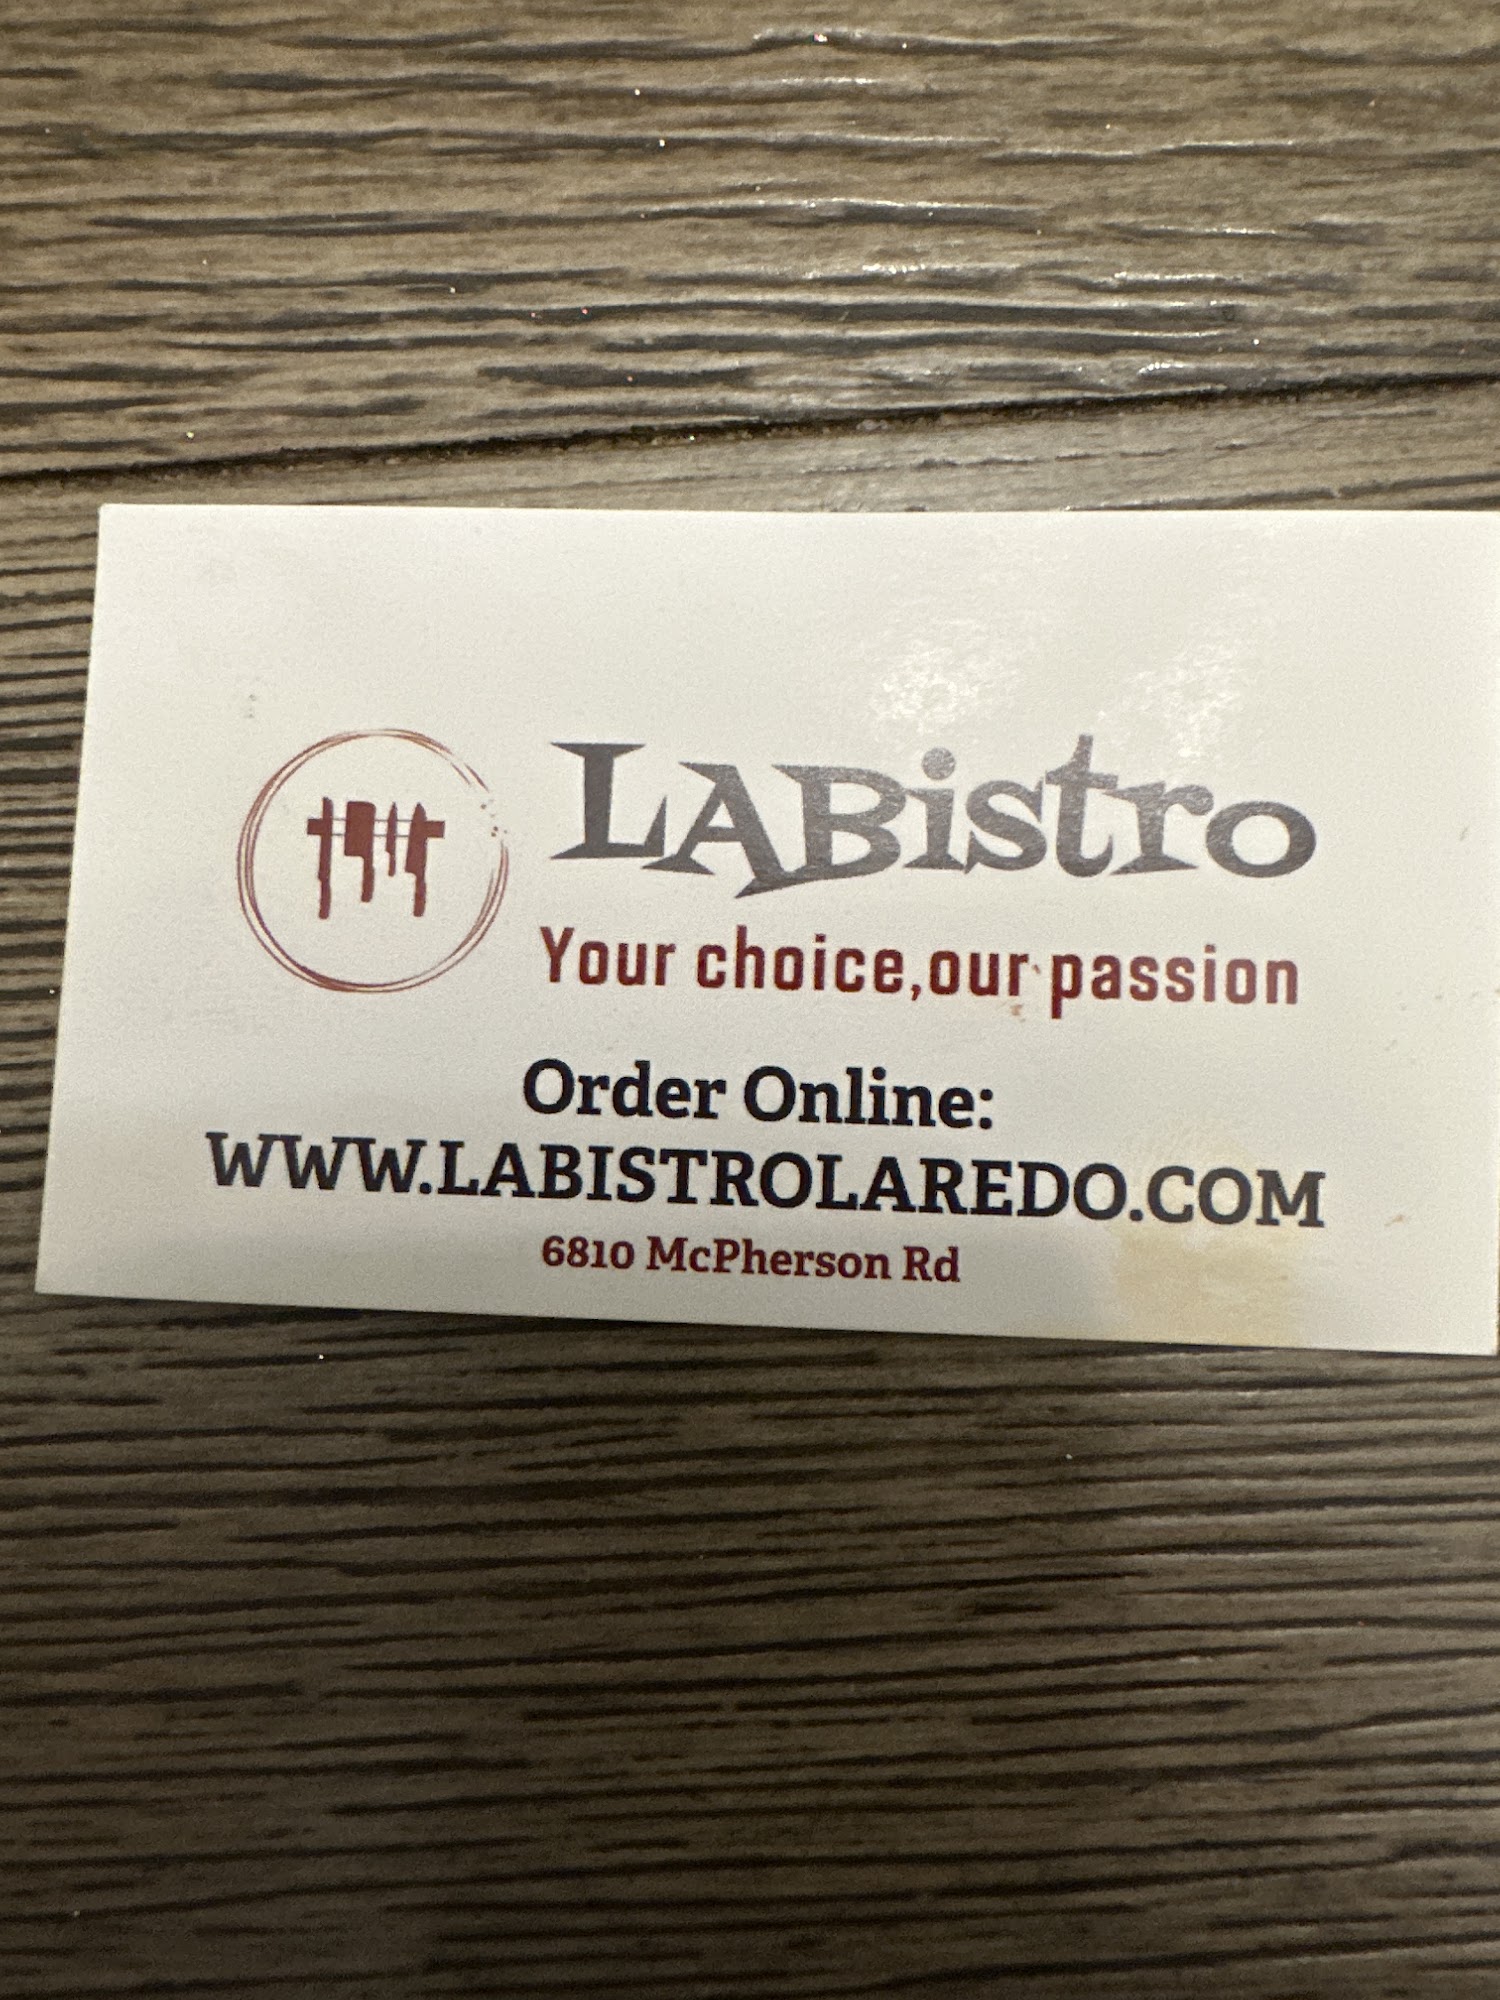 LABistro
Your choice,our passion
Order Online:
WWW.LABISTROLAREDO.COM
6810 McPherson Rd